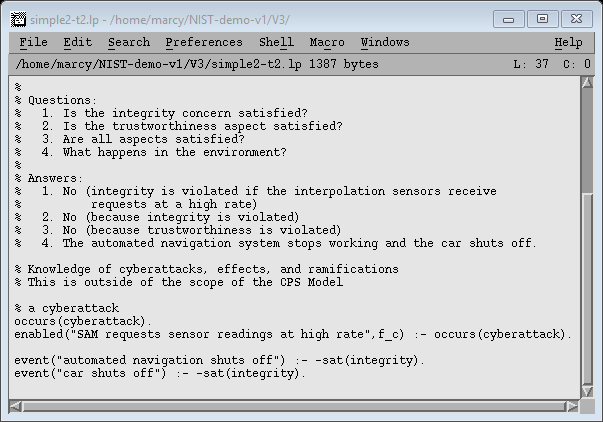 simple2-t2.lp - /home/marcy/NIST-demo-v1/V3/
File Edit Search Preferences Shell Macro Windows Help
/home/marcy/NIST-demo-v1/V3/simple2-t2.lp 1387 bytes L: 37 C: 0
%
% Questions:
%   1. Is the integrity concern satisfied?
%   2. Is the trustworthiness aspect satisfied?
%   3. Are all aspects satisfied?
%   4. What happens in the environment?
%
% Answers:
%   1. No (integrity is violated if the interpolation sensors receive
%          requests at a high rate)
%   2. No (because integrity is violated)
%   3. No (because trustworthiness is violated)
%   4. The automated navigation system stops working and the car shuts off.
% Knowledge of cyberattacks, effects, and ramifications
% This is outside of the scope of the CPS Model
% a cyberattack
occurs(cyberattack).
enabled("SAM requests sensor readings at high rate",f_c) :- occurs(cyberattack).
event("automated navigation shuts off") :- -sat(integrity).
event("car shuts off") :- -sat(integrity).